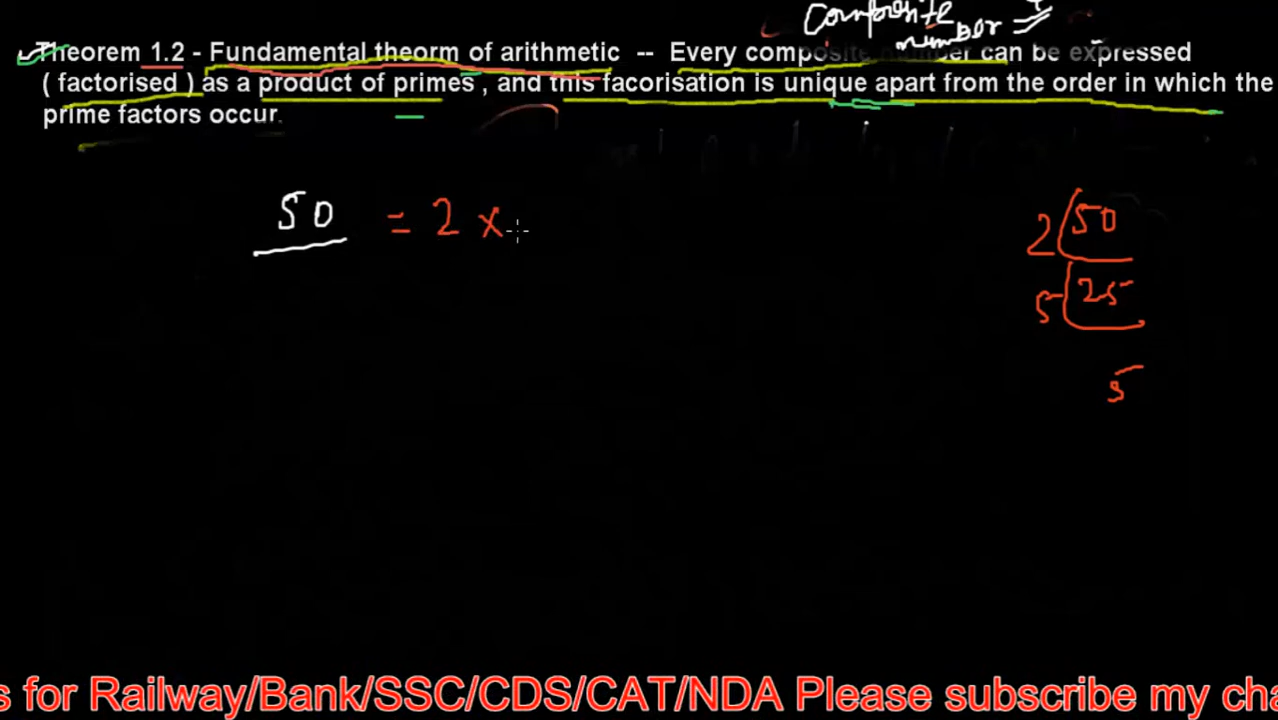 Composite
number
Theorem 1.2 - Fundamental theorm of arithmetic -- Every composite number can be expressed
( factorised ) as a product of primes , and this facorisation is unique apart from the order in which the
prime factors occur.
50 = 2 x
2 50
5 25
5
s for Railway/Bank/SSC/CDS/CAT/NDA Please subscribe my cha